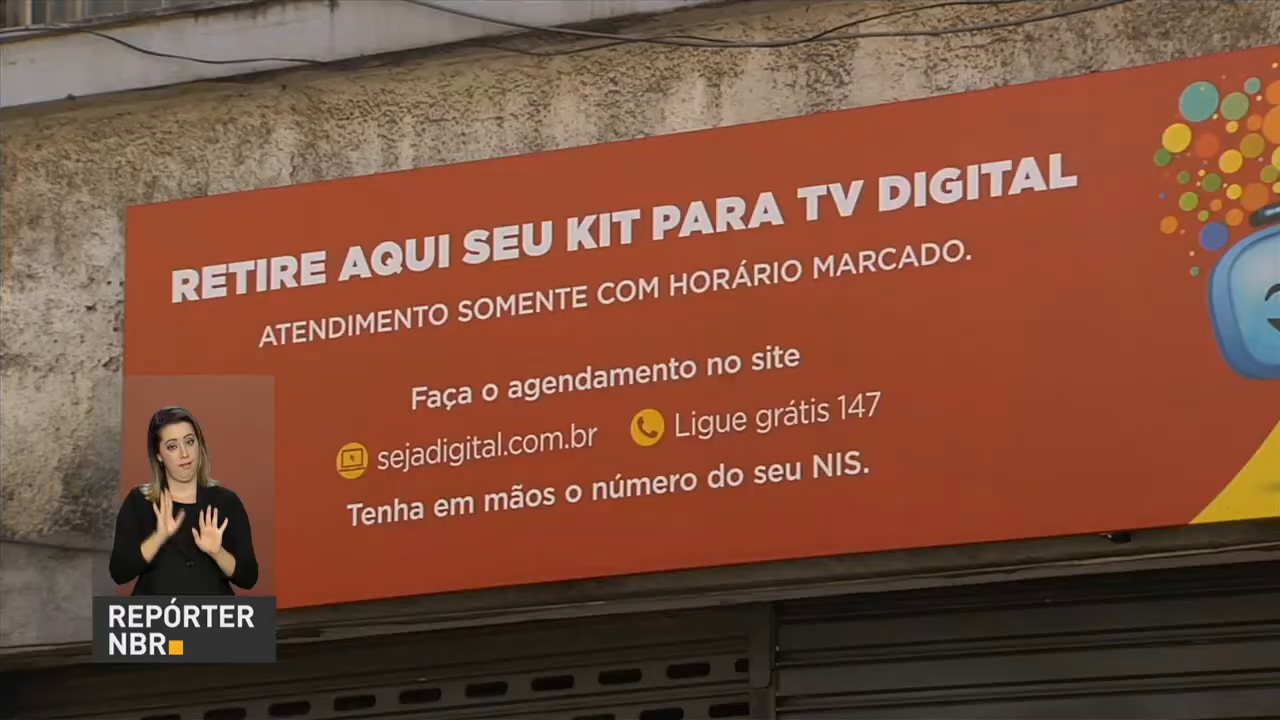 RETIRE AQUI SEU KIT PARA TV DIGITAL
ATENDIMENTO SOMENTE COM HORÁRIO MARCADO.
Faça o agendamento no site
sejadigital.com.br Ligue grátis 147
Tenha em mãos o número do seu NIS.
REPÓRTER
NBR